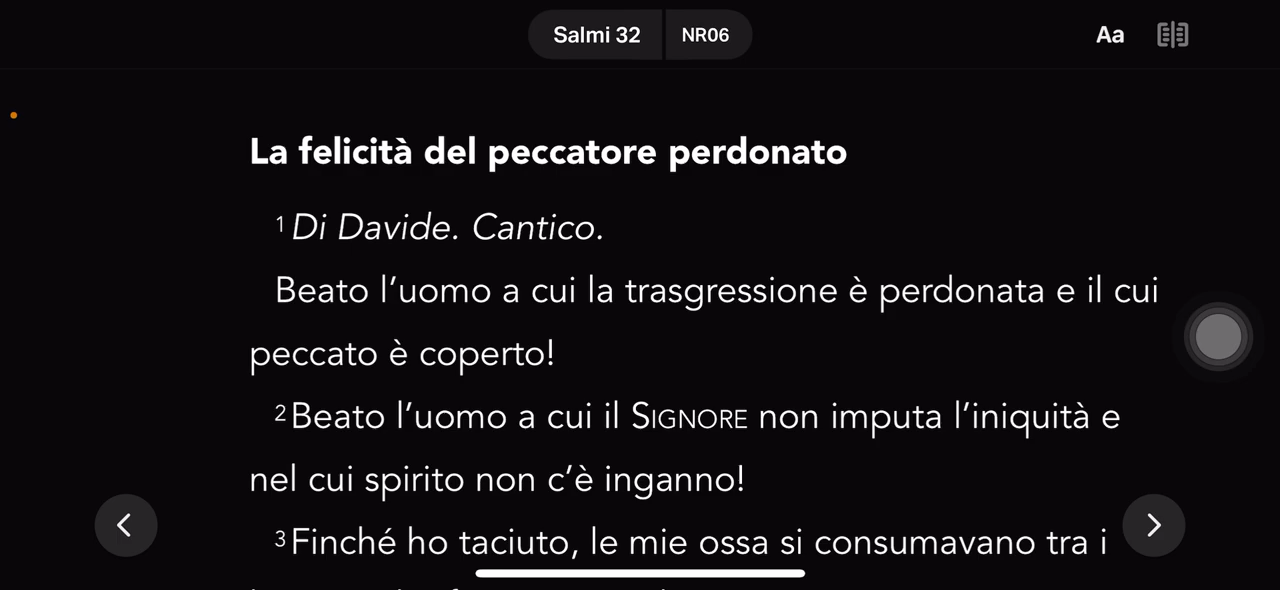 Salmi 32 NR06 Aa
La felicità del peccatore perdonato
1 Di Davide. Cantico.
Beato l’uomo a cui la trasgressione è perdonata e il cui
peccato è coperto!
2 Beato l’uomo a cui il SIGNORE non imputa l’iniquità e
nel cui spirito non c’è inganno!
3 Finché ho taciuto, le mie ossa si consumavano tra i